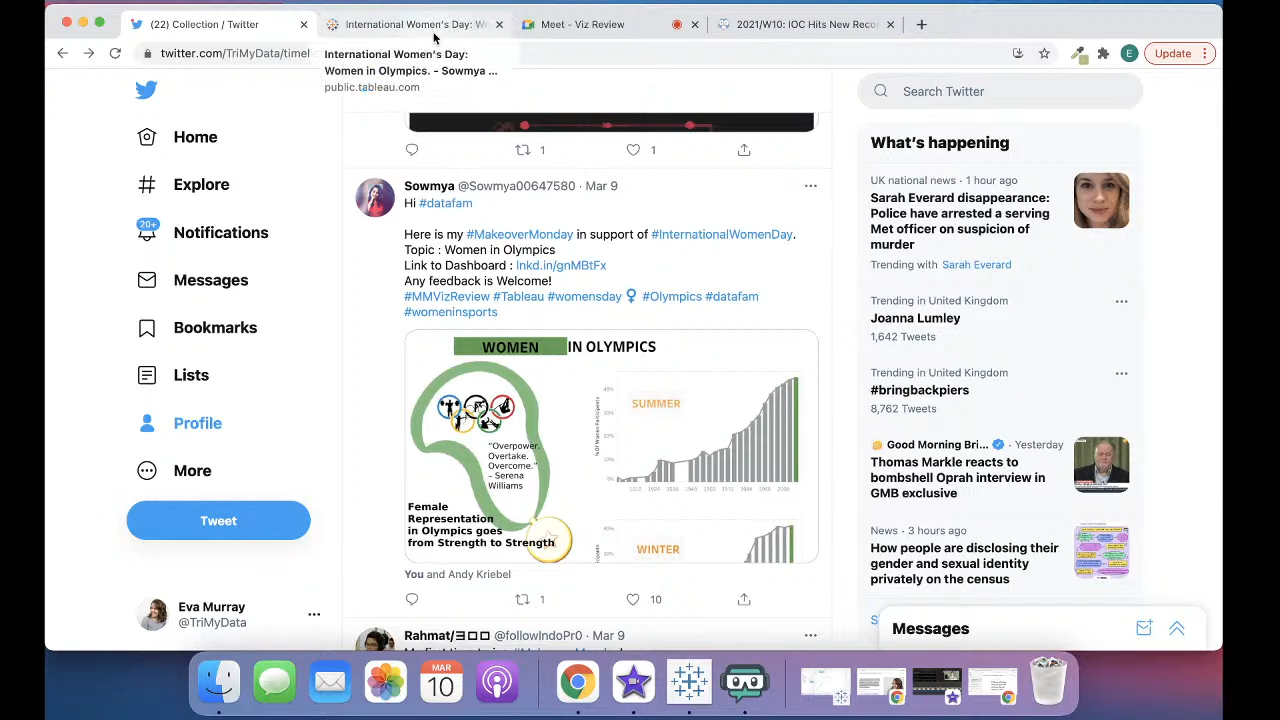 (22) Collection / Twitter
International Women's Day: We
Meet - Viz Review
2021/W10: IOC Hits New Reco
twitter.com/TriMyData/timel
Update
E
International Women's Day:
Women in Olympics. - Sowmya ...
public.tableau.com
Search Twitter
Home
Explore
20+
Notifications
Messages
Bookmarks
Lists
Profile
More
Tweet
Eva Murray
@TriMyData
1
1
Sowmya @Sowmya00647580 · Mar 9
Hi #datafam
Here is my #MakeoverMonday in support of #InternationalWomenDay.
Topic : Women in Olympics
Link to Dashboard : lnkd.in/gnMBtFx
Any feedback is Welcome!
#MMVizReview #Tableau #womensday #Olympics #datafam
#womeninsports
WOMEN IN OLYMPICS
"Overpower.
Overtake.
Overcome."
- Serena
Williams
Female
Representation
in Olympics goes
from Strength to Strength
SUMMER
WINTER
You and Andy Kriebel
1
10
Rahmat/ヨロロ @followIndoPr0 · Mar 9
What's happening
UK national news · 1 hour ago
Sarah Everard disappearance:
Police have arrested a serving
Met officer on suspicion of
murder
Trending with Sarah Everard
Trending in United Kingdom
Joanna Lumley
1,642 Tweets
Trending in United Kingdom
#bringbackpiers
8,762 Tweets
Good Morning Bri... · Yesterday
Thomas Markle reacts to
bombshell Oprah interview in
GMB exclusive
News · 3 hours ago
How people are disclosing their
gender and sexual identity
privately on the census
Messages
MAR
10